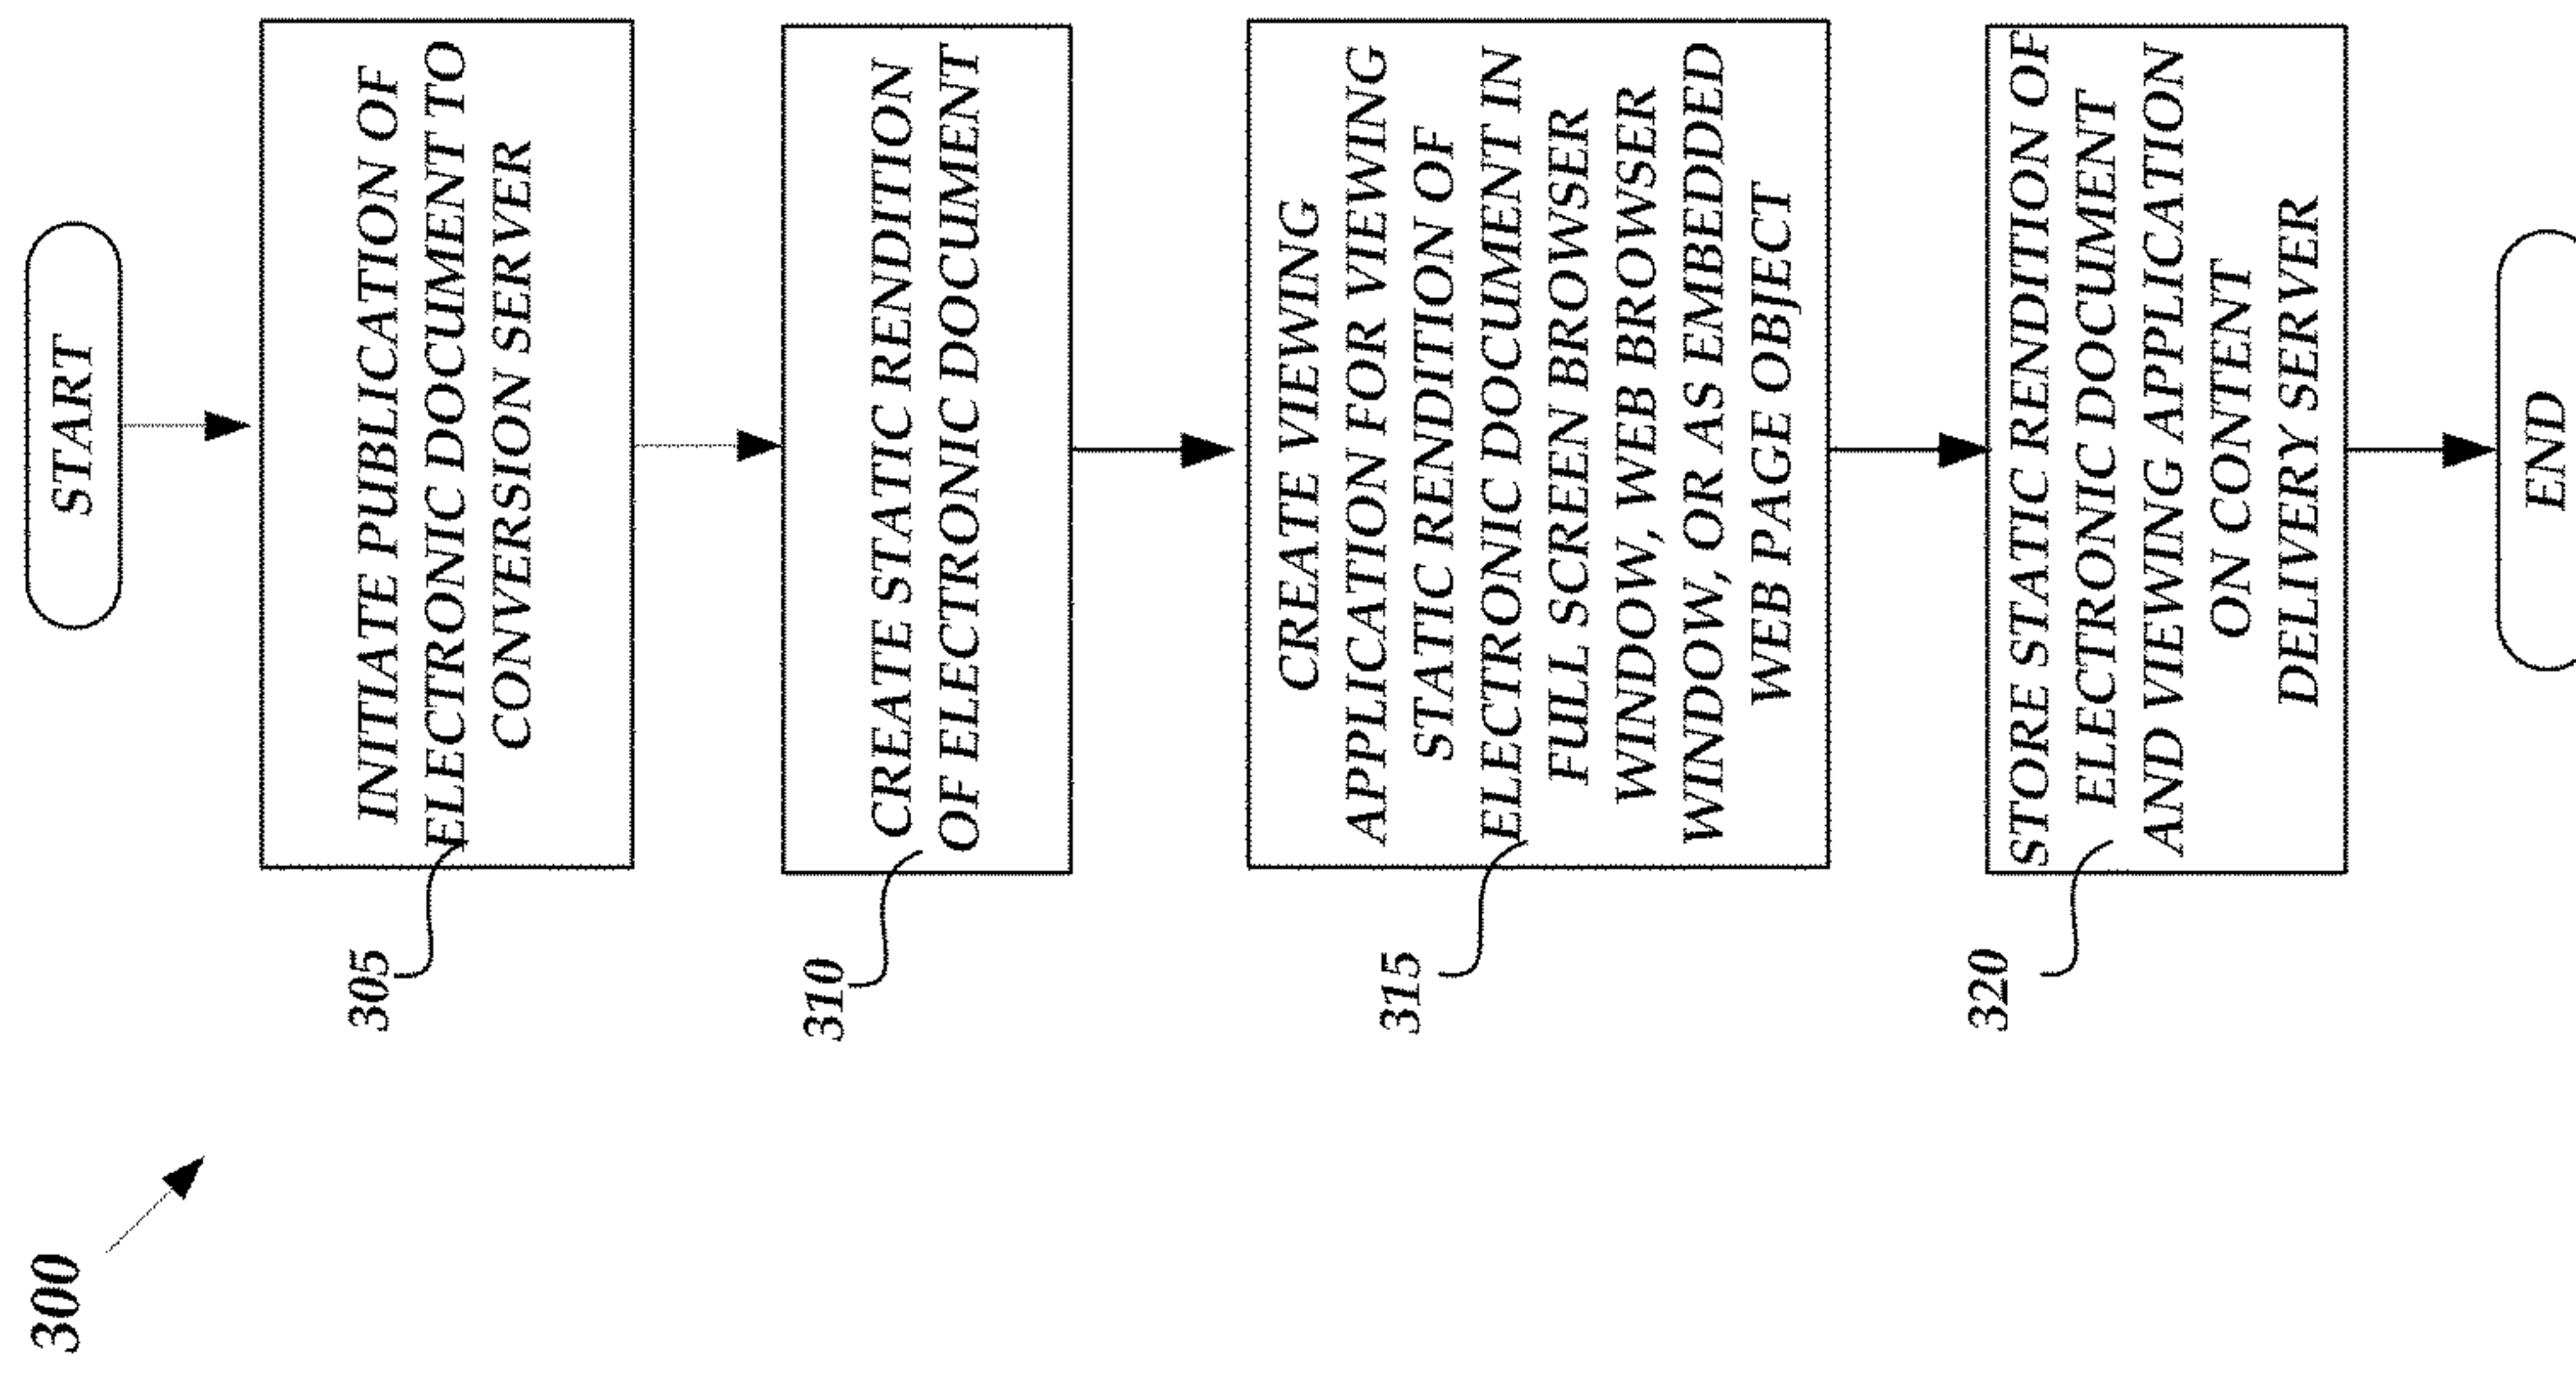 300
START
305
INITIATE PUBLICATION OF
ELECTRONIC DOCUMENT TO
CONVERSION SERVER
310
CREATE STATIC RENDITION
OF ELECTRONIC DOCUMENT
315
CREATE VIEWING
APPLICATION FOR VIEWING
STATIC RENDITION OF
ELECTRONIC DOCUMENT IN
FULL SCREEN BROWSER
WINDOW, WEB BROWSER
WINDOW, OR AS EMBEDDED
WEB PAGE OBJECT
320
STORE STATIC RENDITION OF
ELECTRONIC DOCUMENT
AND VIEWING APPLICATION
ON CONTENT
DELIVERY SERVER
END